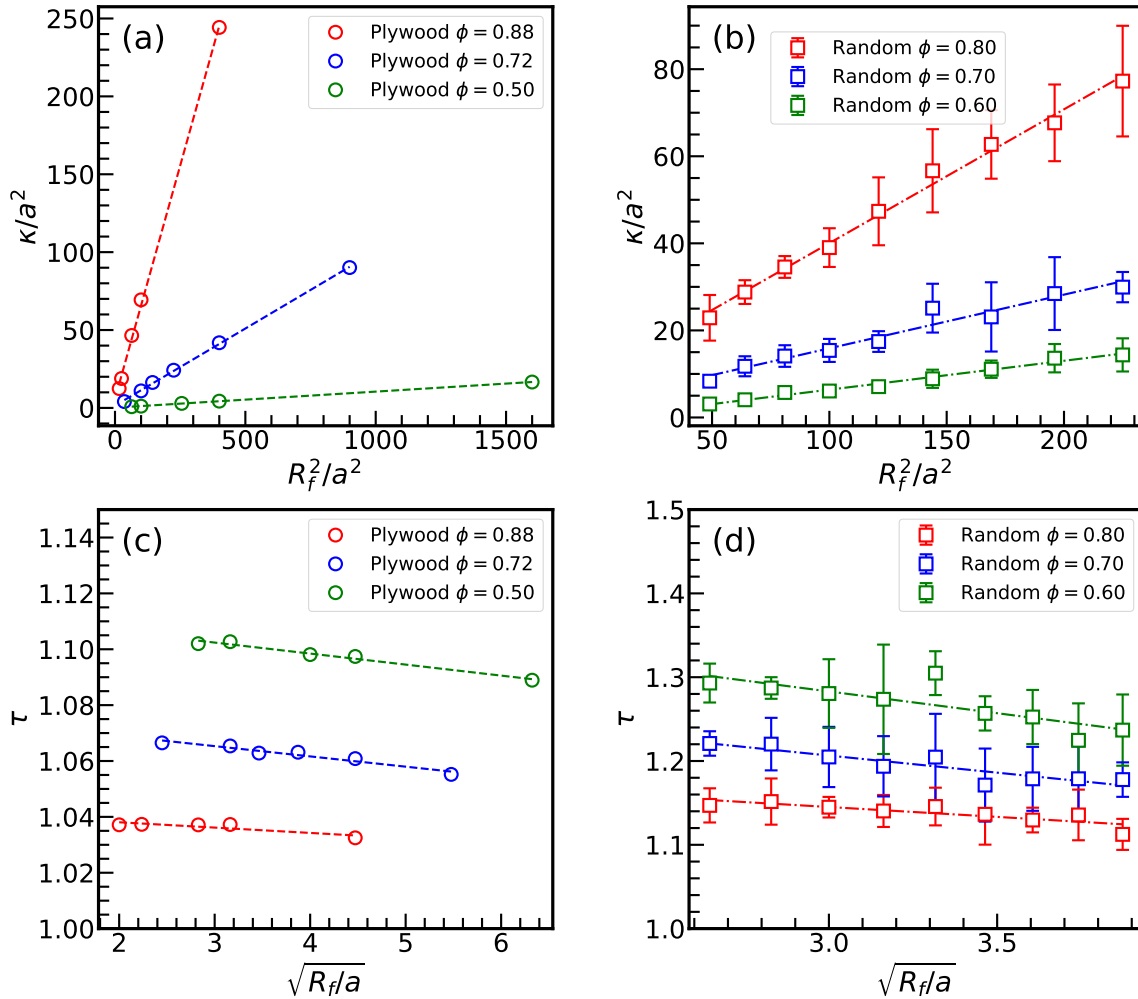 (a)
Plywood ϕ = 0.88
Plywood ϕ = 0.72
Plywood ϕ = 0.50
250
200
150
100
50
0
κ/a²
0 500 1000 1500
R_f²/a²
(b)
Random ϕ = 0.80
Random ϕ = 0.70
Random ϕ = 0.60
80
60
40
20
0
κ/a²
50 100 150 200
R_f²/a²
(c)
Plywood ϕ = 0.88
Plywood ϕ = 0.72
Plywood ϕ = 0.50
1.14
1.12
1.10
1.08
1.06
1.04
1.02
1.00
τ
2 3 4 5 6
√R_f/a
(d)
Random ϕ = 0.80
Random ϕ = 0.70
Random ϕ = 0.60
1.5
1.4
1.3
1.2
1.1
1.0
τ
3.0 3.5
√R_f/a